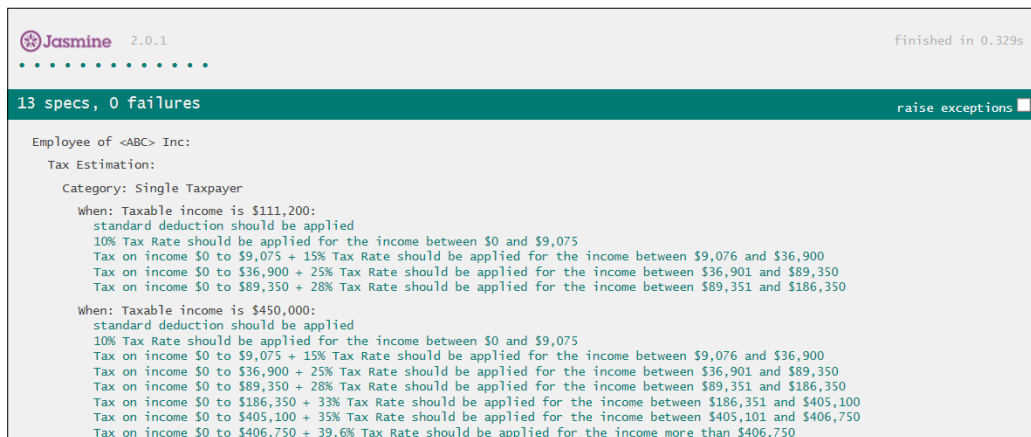 Jasmine 2.0.1 finished in 0.329s
13 specs, 0 failures raise exceptions
Employee of <ABC> Inc:
Tax Estimation:
Category: Single Taxpayer
When: Taxable income is $111,200:
standard deduction should be applied
10% Tax Rate should be applied for the income between $0 and $9,075
Tax on income $0 to $9,075 + 15% Tax Rate should be applied for the income between $9,076 and $36,900
Tax on income $0 to $36,900 + 25% Tax Rate should be applied for the income between $36,901 and $89,350
Tax on income $0 to $89,350 + 28% Tax Rate should be applied for the income between $89,351 and $186,350
When: Taxable income is $450,000:
standard deduction should be applied
10% Tax Rate should be applied for the income between $0 and $9,075
Tax on income $0 to $9,075 + 15% Tax Rate should be applied for the income between $9,076 and $36,900
Tax on income $0 to $36,900 + 25% Tax Rate should be applied for the income between $36,901 and $89,350
Tax on income $0 to $89,350 + 28% Tax Rate should be applied for the income between $89,351 and $186,350
Tax on income $0 to $186,350 + 33% Tax Rate should be applied for the income between $186,351 and $405,100
Tax on income $0 to $405,100 + 35% Tax Rate should be applied for the income between $405,101 and $406,750
Tax on income $0 to $406,750 + 39.6% Tax Rate should be applied for the income more than $406,750